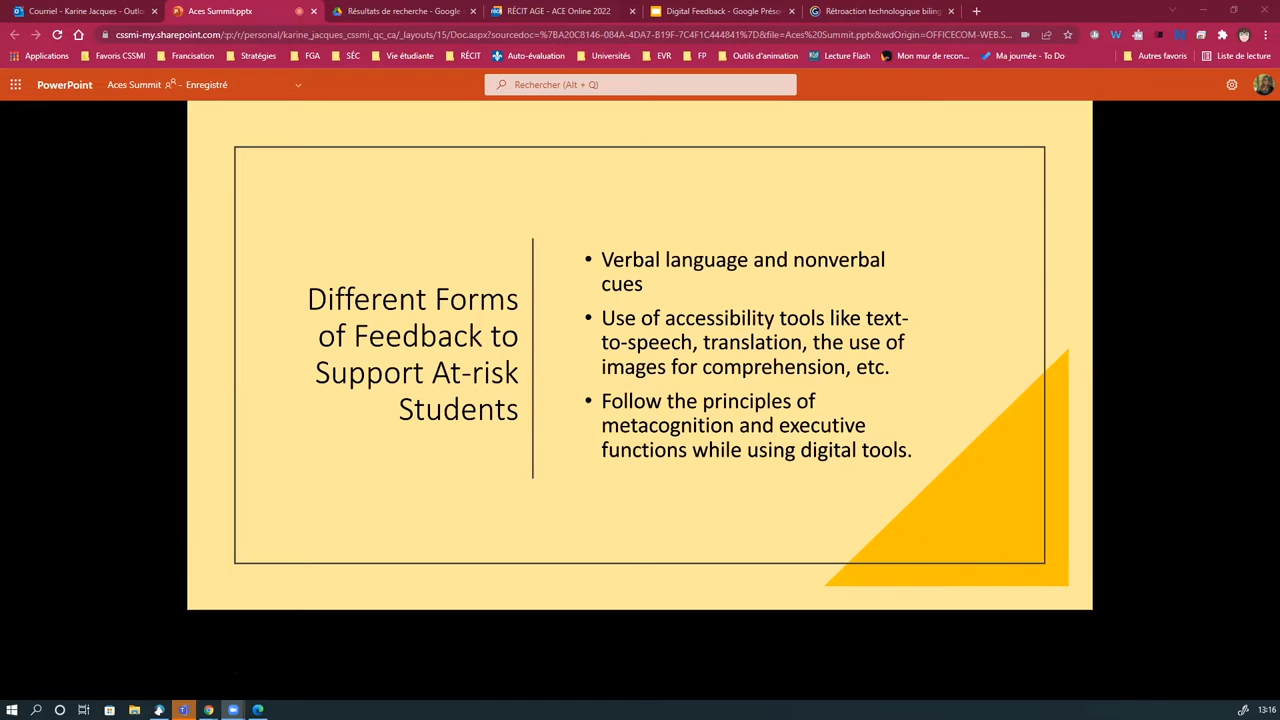 Courriel - Karine Jacques - Outlo
Aces Summit.pptx
Résultats de recherche - Google
RÉCIT AGE - ACE Online 2022
Digital Feedback - Google Prése
Rétroaction technologique biling
cssmi-my.sharepoint.com/:p:/r/personal/karine_jacques_cssmi_qc_ca/_layouts/15/Doc.aspx?sourcedoc=%7BA20C8146-084A-4DA7-B19F-7C4F1C444841%7D&file=Aces%20Summit.pptx&wdOrigin=OFFICECOM-WEB.S...
Applications
Favoris CSSMI
Francisation
Stratégies
FGA
SÉC
Vie étudiante
RÉCIT
Auto-évaluation
Universités
EVR
FP
Outils d'animation
Lecture Flash
Mon mur de recon...
Ma journée - To Do
Autres favoris
Liste de lecture
PowerPoint
Aces Summit - Enregistré
Rechercher (Alt + Q)
Different Forms
of Feedback to
Support At-risk
Students
• Verbal language and nonverbal
cues
• Use of accessibility tools like text-
to-speech, translation, the use of
images for comprehension, etc.
• Follow the principles of
metacognition and executive
functions while using digital tools.
13:16